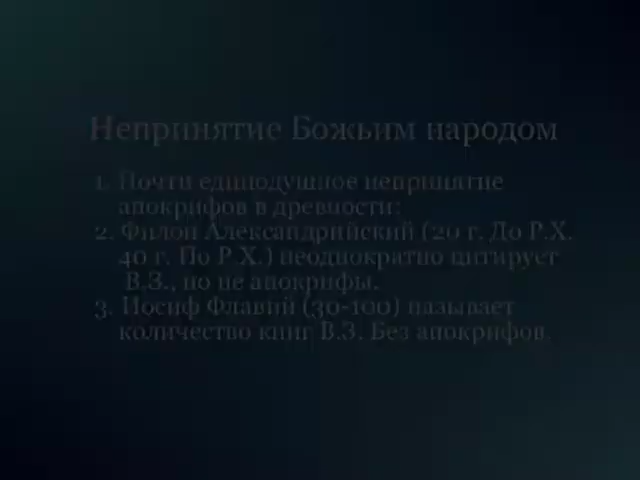 Непринятие Божьим народом
1. Почти единодушное непринятие
апокрифов в древности:
2. Филон Александрийский (20 г. До Р.Х.
40 г. По Р.Х.) неоднократно цитирует
В.З., но не апокрифы.
3. Иосиф Флавий (30-100) называет
количество книг В.З. Без апокрифов.